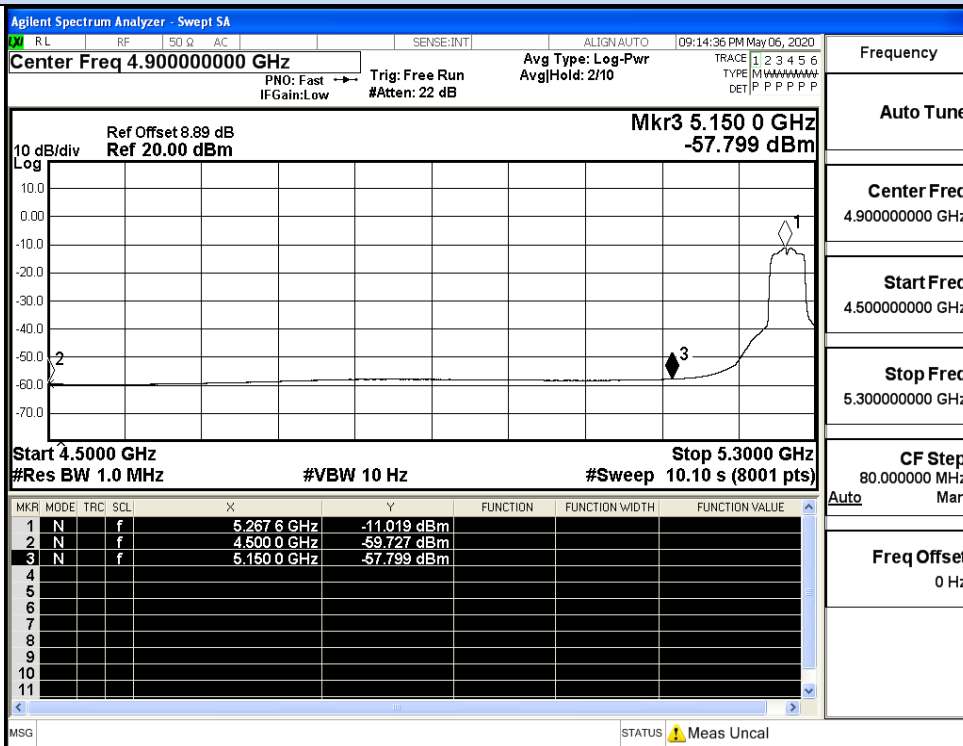 Agilent Spectrum Analyzer - Swept SA
LXI RL RF 50 Ω AC SENSE:INT ALIGN AUTO 09:14:36 PM May 06, 2020
Center Freq 4.900000000 GHz
PNO: Fast
IFGain:Low
Trig: Free Run
#Atten: 22 dB
Avg Type: Log-Pwr
Avg|Hold: 2/10
TRACE 1 2 3 4 5 6
TYPE M
DET P P P P P P
Ref Offset 8.89 dB
10 dB/div Ref 20.00 dBm
Log
Mkr3 5.150 0 GHz
-57.799 dBm
10.0
0.00
-10.0
-20.0
-30.0
-40.0
-50.0
-60.0
-70.0
1
2
3
Start 4.5000 GHz Stop 5.3000 GHz
#Res BW 1.0 MHz #VBW 10 Hz #Sweep 10.10 s (8001 pts)
MKR MODE TRC SCL X Y FUNCTION FUNCTION WIDTH FUNCTION VALUE
1 N f 5.267 6 GHz -11.019 dBm
2 N f 4.500 0 GHz -59.727 dBm
3 N f 5.150 0 GHz -57.799 dBm
4
5
6
7
8
9
10
11
MSG STATUS Meas Uncal
Frequency
Auto Tune
Center Freq
4.900000000 GHz
Start Freq
4.500000000 GHz
Stop Freq
5.300000000 GHz
CF Step
80.000000 MHz
Auto Man
Freq Offset
0 Hz